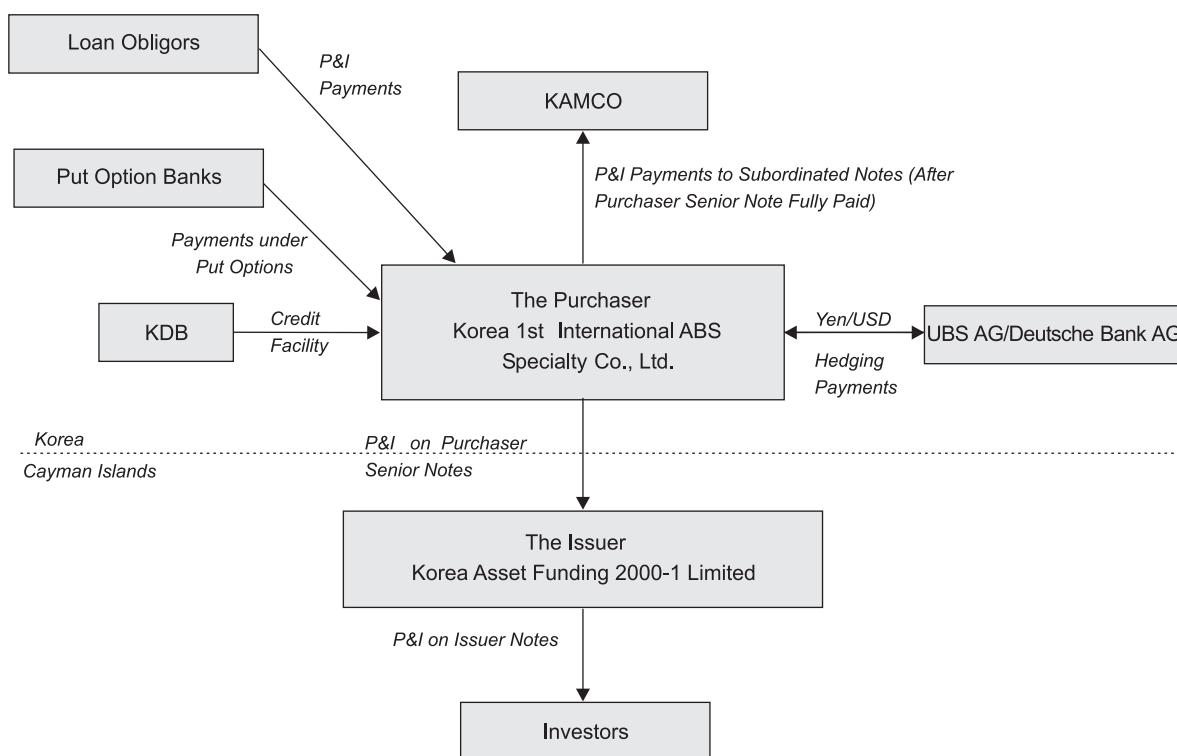 Loan Obligors
P&I
Payments
KAMCO
Put Option Banks
P&I Payments to Subordinated Notes (After
Purchaser Senior Note Fully Paid)
Payments under
Put Options
The Purchaser
Korea 1st International ABS
Specialty Co., Ltd.
KDB
Credit
Facility
Yen/USD
Hedging
Payments
UBS AG/Deutsche Bank AG
Korea
Cayman Islands
P&I on Purchaser
Senior Notes
The Issuer
Korea Asset Funding 2000-1 Limited
P&I on Issuer Notes
Investors